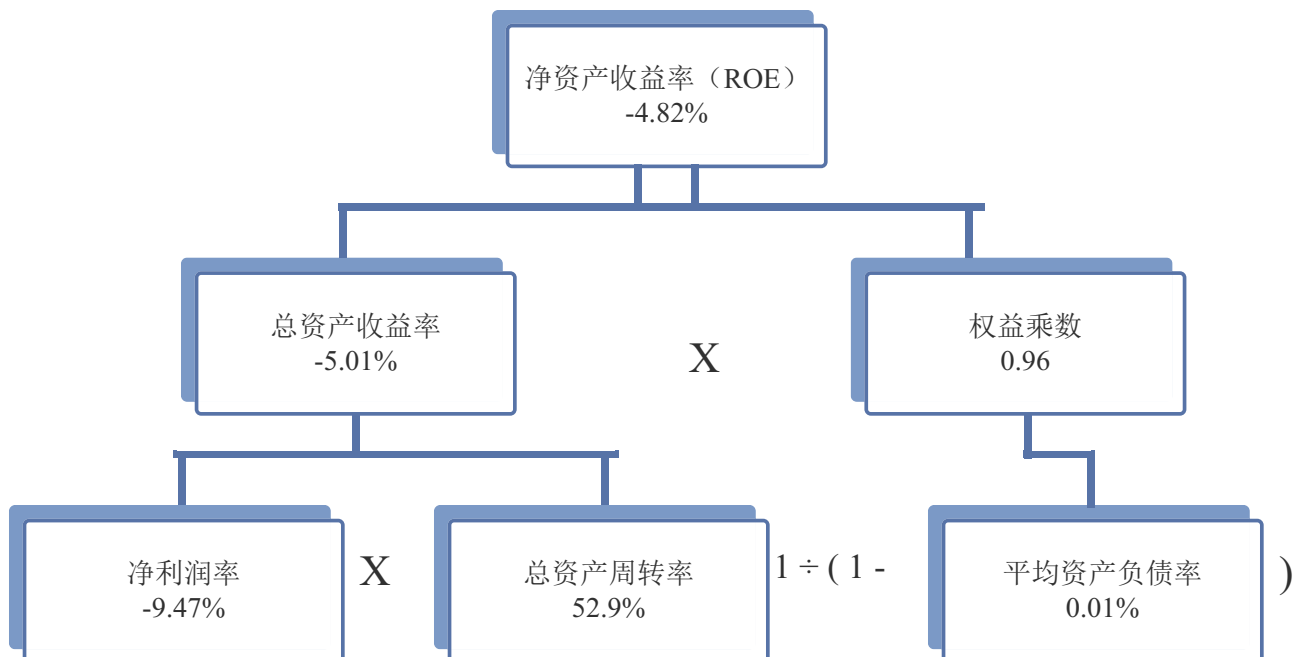 净资产收益率（ROE）
-4.82%
总资产收益率
-5.01%
X
权益乘数
0.96
净利润率
-9.47%
X
总资产周转率
52.9%
1 ÷ ( 1 -
平均资产负债率
0.01%
)